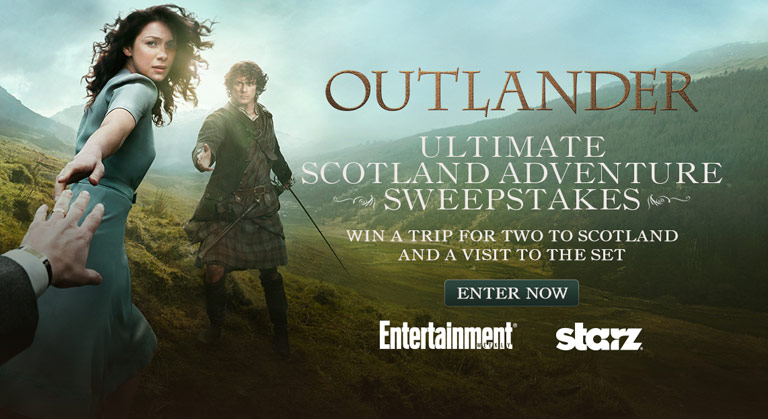 OUTLANDER
ULTIMATE
SCOTLAND ADVENTURE
SWEEPSTAKES
WIN A TRIP FOR TWO TO SCOTLAND
AND A VISIT TO THE SET
ENTER NOW
Entertainment WEEKLY starz